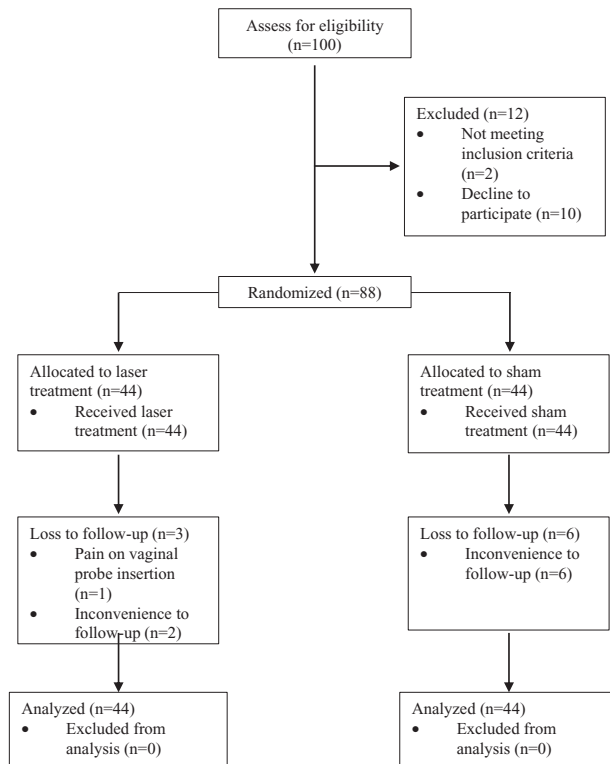 Assess for eligibility
(n=100)
Excluded (n=12)
• Not meeting
inclusion criteria
(n=2)
• Decline to
participate (n=10)
Randomized (n=88)
Allocated to laser
treatment (n=44)
• Received laser
treatment (n=44)
Allocated to sham
treatment (n=44)
• Received sham
treatment (n=44)
Loss to follow-up (n=3)
• Pain on vaginal
probe insertion
(n=1)
• Inconvenience to
follow-up (n=2)
Loss to follow-up (n=6)
• Inconvenience to
follow-up (n=6)
Analyzed (n=44)
• Excluded from
analysis (n=0)
Analyzed (n=44)
• Excluded from
analysis (n=0)